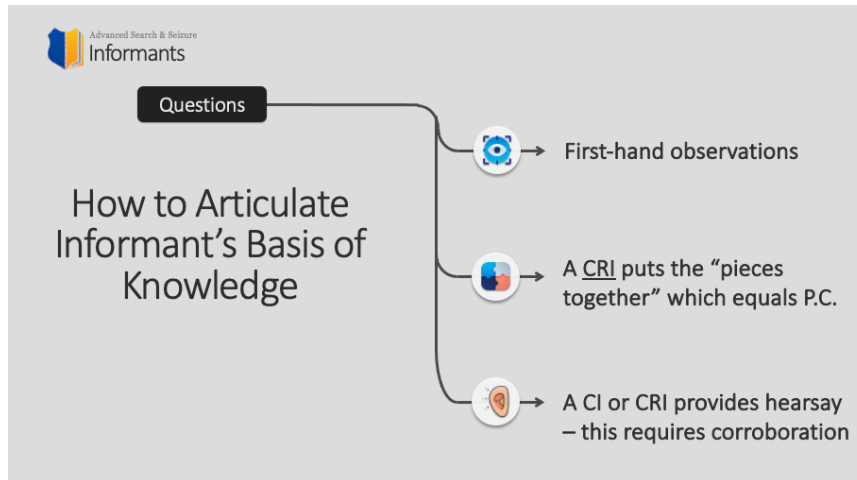 Advanced Search & Seizure
Informants
Questions
How to Articulate
Informant’s Basis of
Knowledge
First-hand observations
A CRI puts the “pieces
together” which equals P.C.
A CI or CRI provides hearsay
– this requires corroboration